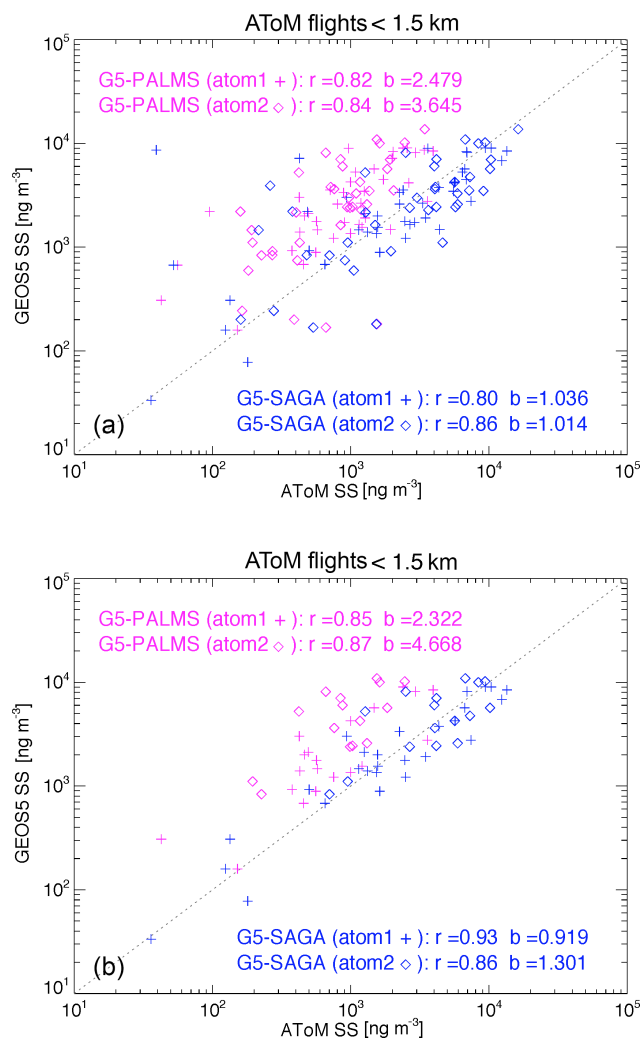 AToM flights < 1.5 km
10^5
G5-PALMS (atom1 +): r=0.82 b=2.479
G5-PALMS (atom2 ◇): r=0.84 b=3.645
10^4
GEOS5 SS [ng m^-3]
10^3
10^2
G5-SAGA (atom1 +): r=0.80 b=1.036
(a) G5-SAGA (atom2 ◇): r=0.86 b=1.014
10^1
10^1 10^2 10^3 10^4 10^5
AToM SS [ng m^-3]
AToM flights < 1.5 km
10^5
G5-PALMS (atom1 +): r=0.85 b=2.322
G5-PALMS (atom2 ◇): r=0.87 b=4.668
10^4
GEOS5 SS [ng m^-3]
10^3
10^2
G5-SAGA (atom1 +): r=0.93 b=0.919
(b) G5-SAGA (atom2 ◇): r=0.86 b=1.301
10^1
10^1 10^2 10^3 10^4 10^5
AToM SS [ng m^-3]